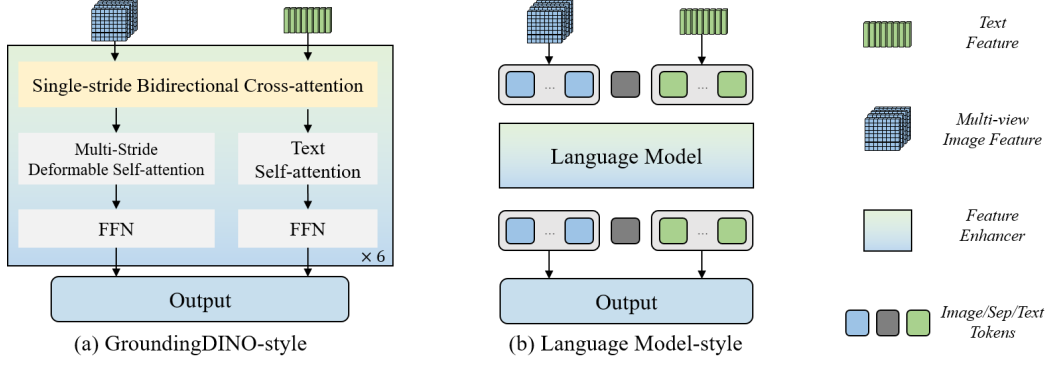 Single-stride Bidirectional Cross-attention
Multi-Stride
Deformable Self-attention
Text
Self-attention
FFN
FFN
× 6
Output
(a) GroundingDINO-style
... 
...
Language Model
...
...
Output
(b) Language Model-style
Text
Feature
Multi-view
Image Feature
Feature
Enhancer
Image/Sep/Text
Tokens